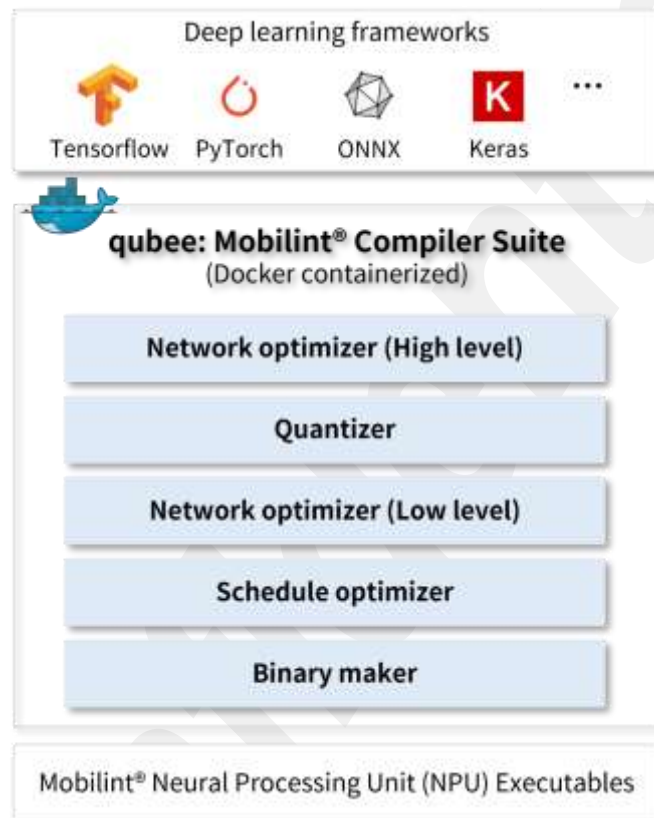 Deep learning frameworks
...
K
Tensorflow PyTorch ONNX Keras
qubee: Mobilint® Compiler Suite
(Docker containerized)
Network optimizer (High level)
Quantizer
Network optimizer (Low level)
Schedule optimizer
Binary maker
Mobilint® Neural Processing Unit (NPU) Executables